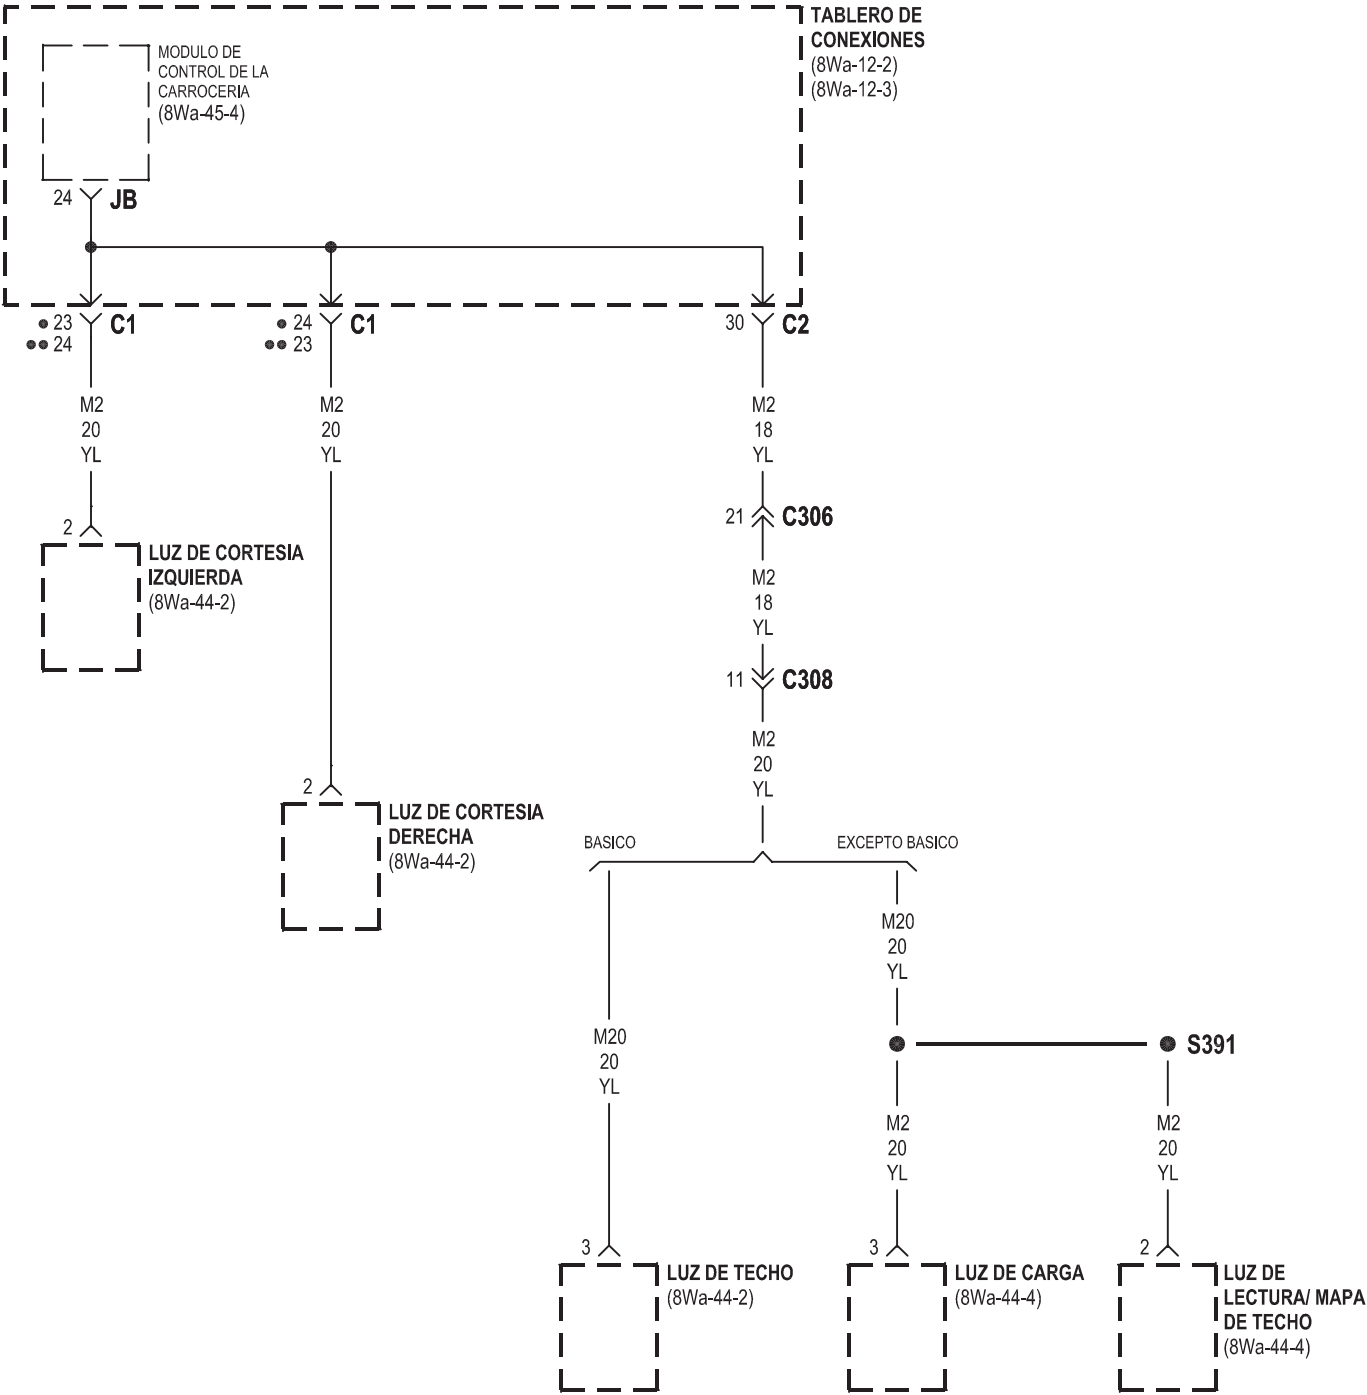 TABLERO DE
CONEXIONES
(8Wa-12-2)
(8Wa-12-3)
MODULO DE
CONTROL DE LA
CARROCERIA
(8Wa-45-4)
24 JB
● 23 C1
●● 24
● 24 C1
●● 23
30 C2
M2
20
YL
M2
20
YL
M2
18
YL
21 C306
2
LUZ DE CORTESIA
IZQUIERDA
(8Wa-44-2)
M2
18
YL
11 C308
M2
20
YL
2
LUZ DE CORTESIA
DERECHA
(8Wa-44-2)
BASICO
EXCEPTO BASICO
M20
20
YL
M20
20
YL
S391
M2
20
YL
M2
20
YL
3
LUZ DE TECHO
(8Wa-44-2)
3
LUZ DE CARGA
(8Wa-44-4)
2
LUZ DE
LECTURA/ MAPA
DE TECHO
(8Wa-44-4)